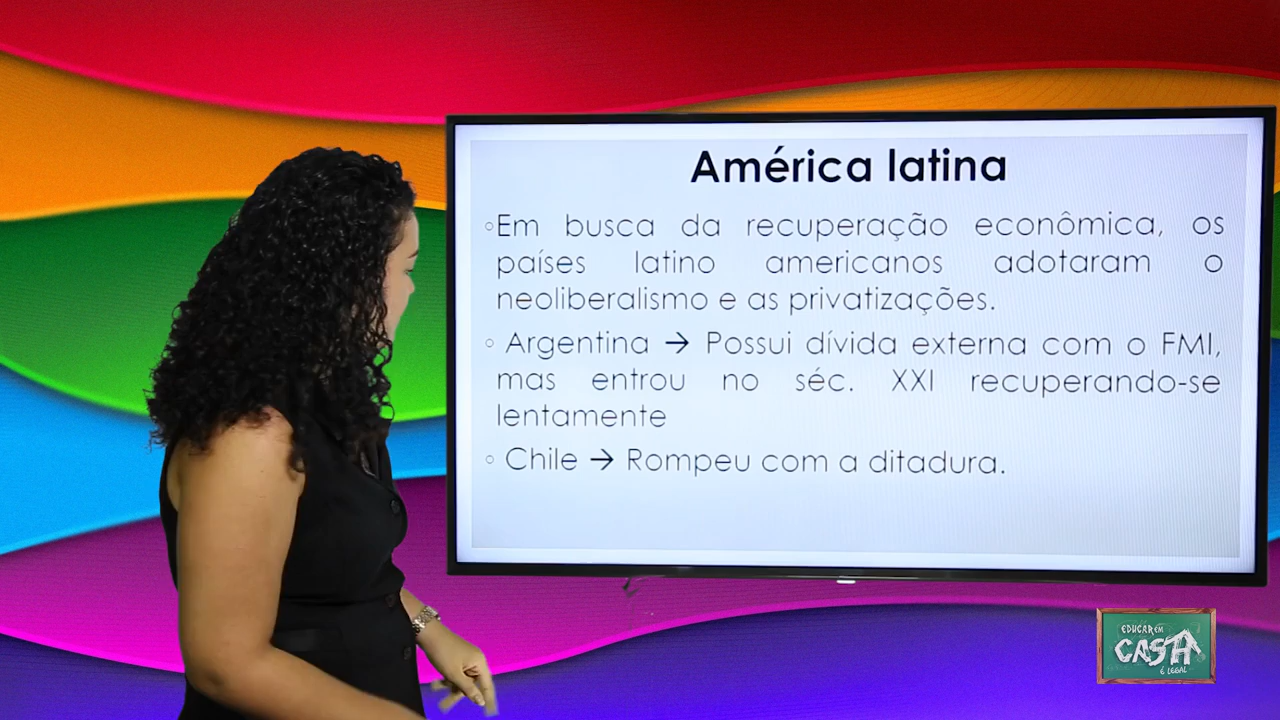 América latina
◦Em busca da recuperação econômica, os
países latino americanos adotaram o
neoliberalismo e as privatizações.
◦ Argentina → Possui dívida externa com o FMI,
mas entrou no séc. XXI recuperando-se
lentamente
◦ Chile → Rompeu com a ditadura.
EDUCAR EM
CASA
É LEGAL